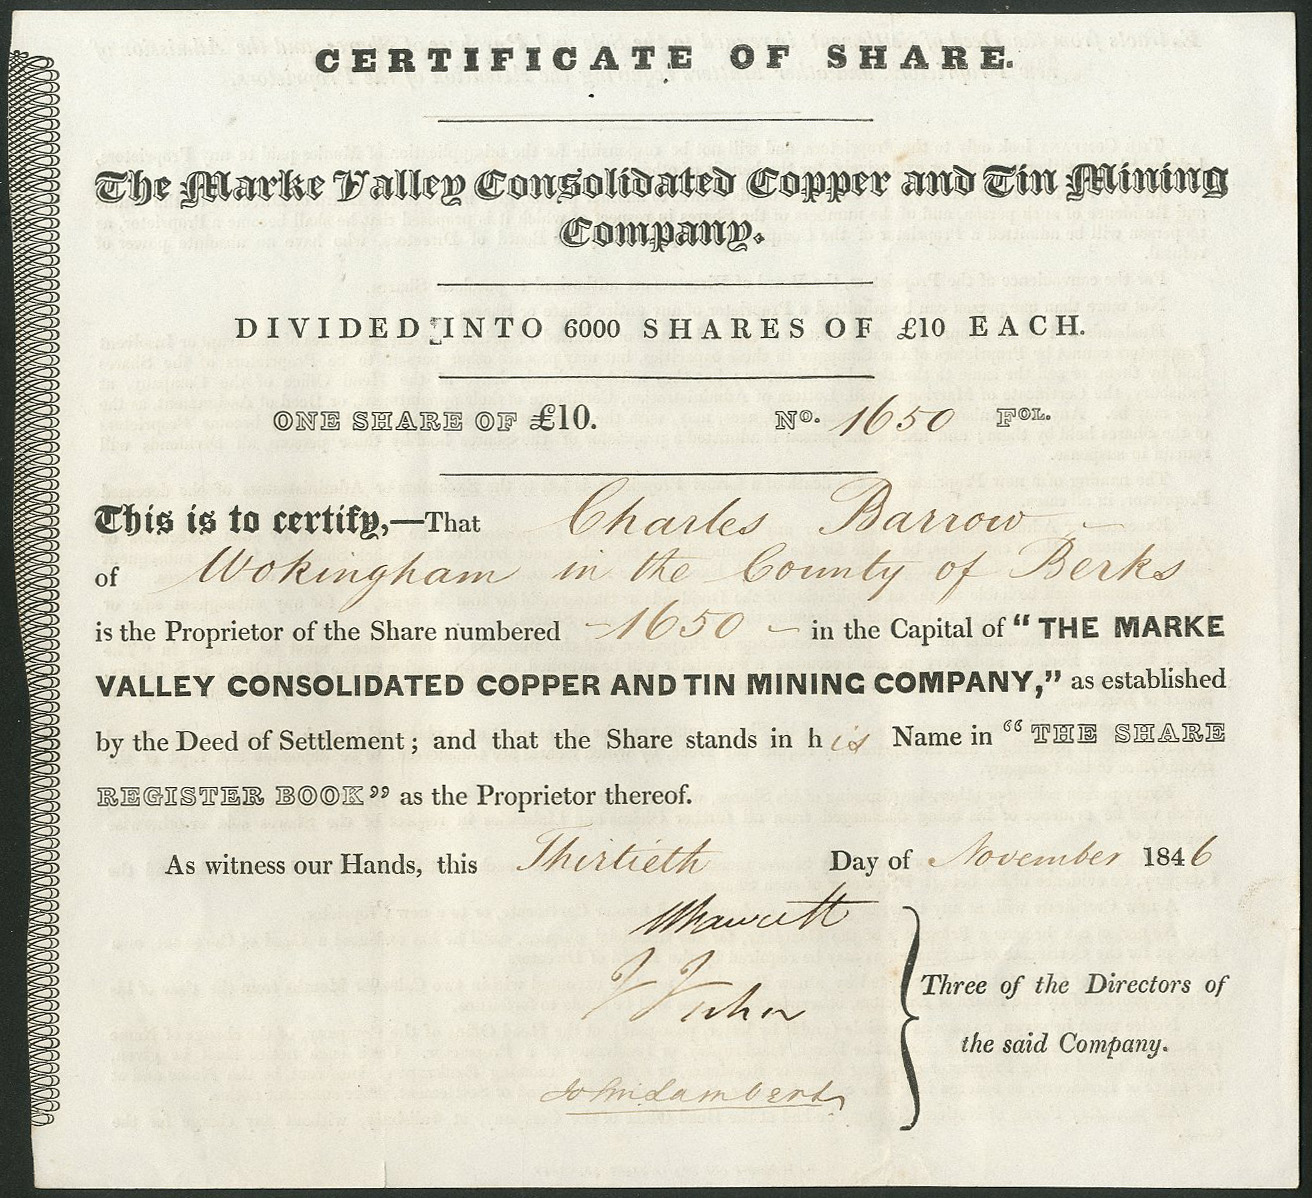 CERTIFICATE OF SHARE.
The Marke Valley Consolidated Copper and Tin Mining
Company.
DIVIDED INTO 6000 SHARES OF £10 EACH.
ONE SHARE OF £10. No. 1650 FOL.
This is to certify,—That Charles Barrow
of Wokingham in the County of Berks
is the Proprietor of the Share numbered -1650- in the Capital of "THE MARKE
VALLEY CONSOLIDATED COPPER AND TIN MINING COMPANY," as established
by the Deed of Settlement; and that the Share stands in his Name in "THE SHARE
REGISTER BOOK" as the Proprietor thereof.
As witness our Hands, this Thirtieth Day of November 1846
Three of the Directors of
the said Company.
John Lambert